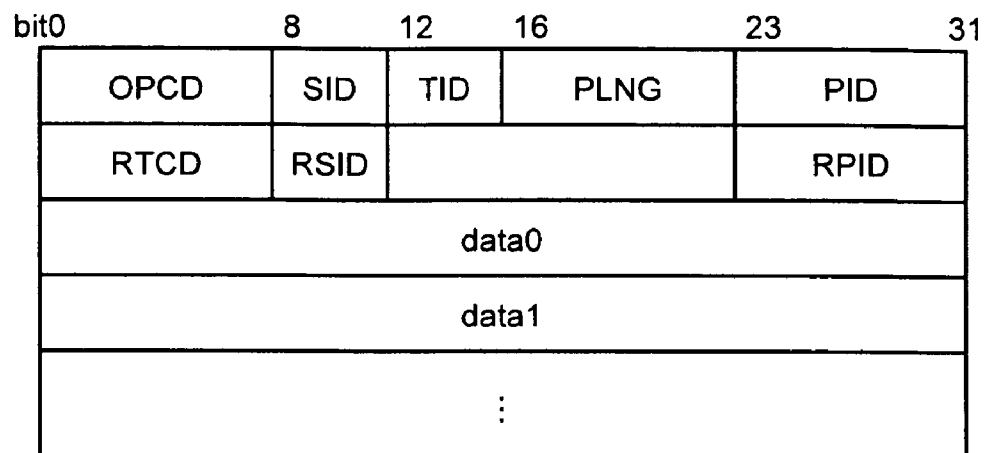 bit0 8 12 16 23 31
OPCD SID TID PLNG PID
RTCD RSID RPID
data0
data1
⋮